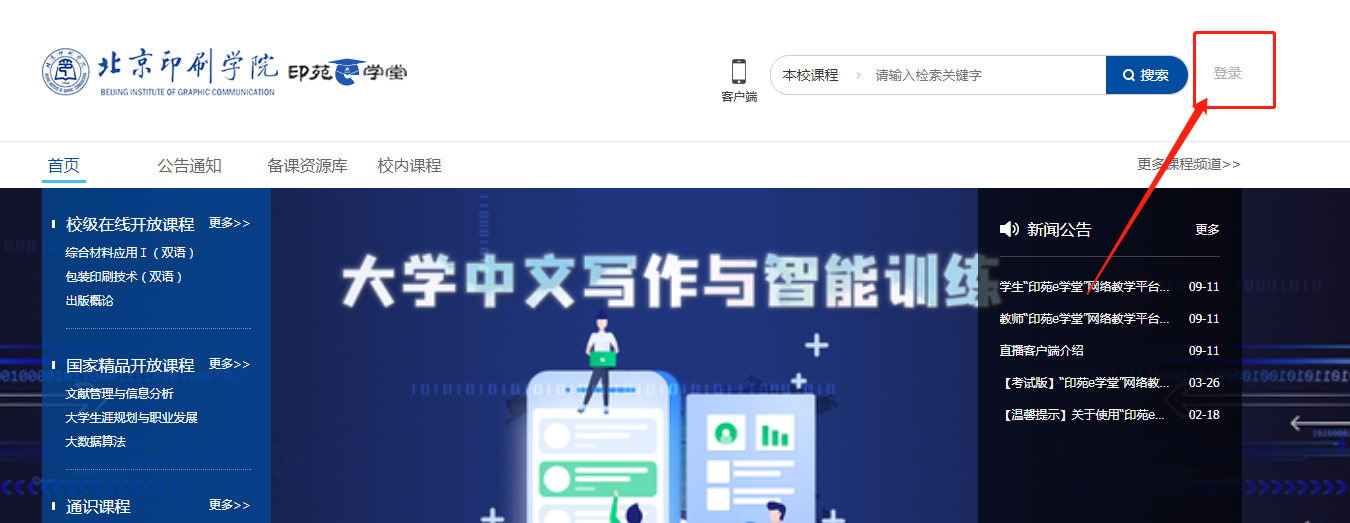 北京印刷学院
BEIJING INSTITUTE OF GRAPHIC COMMUNICATION
印苑e学堂
客户端
本校课程 > 请输入检索关键字
搜索
登录
首页 公告通知 备课资源库 校内课程
更多课程频道>>
校级在线开放课程 更多>>
综合材料应用Ⅰ（双语）
包装印刷技术（双语）
出版概论
国家精品开放课程 更多>>
文献管理与信息分析
大学生涯规划与职业发展
大数据算法
通识课程 更多>>
大学中文写作与智能训练
新闻公告 更多
学生“印苑e学堂”网络教学平台... 09-11
教师“印苑e学堂”网络教学平台... 09-11
直播客户端介绍 09-11
【考试版】“印苑e学堂”网络教... 03-26
【温馨提示】关于使用“印苑e... 02-18